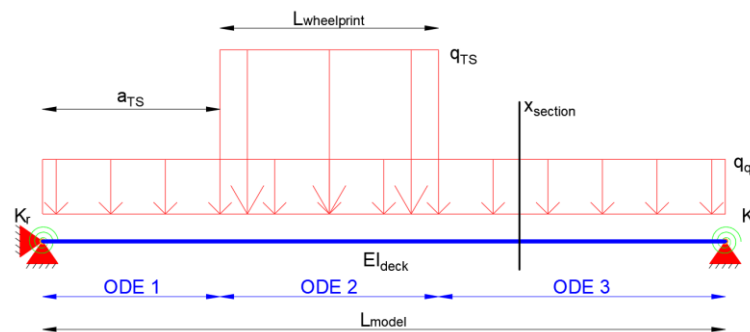 Lwheelprint
qTS
aTS
xsection
qq
Kr
K
EIdeck
ODE 1
ODE 2
ODE 3
Lmodel